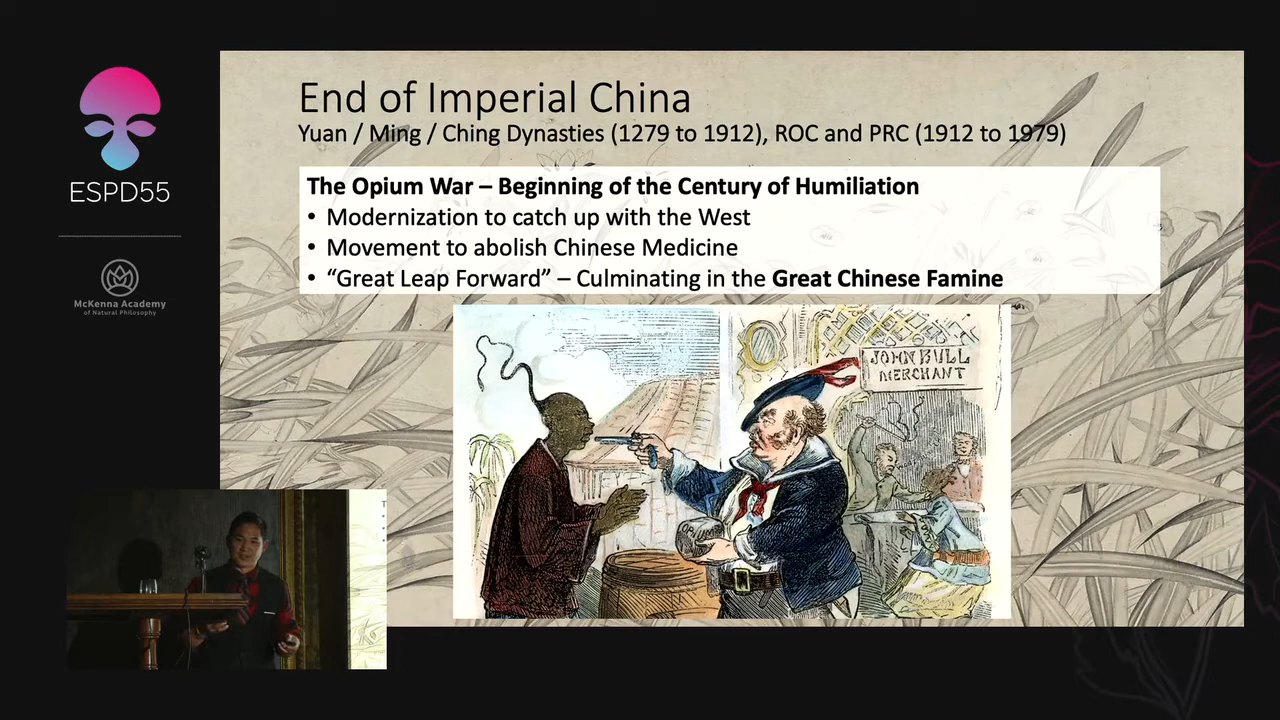 ESPD55
McKenna Academy
of Natural Philosophy
End of Imperial China
Yuan / Ming / Ching Dynasties (1279 to 1912), ROC and PRC (1912 to 1979)
The Opium War – Beginning of the Century of Humiliation
• Modernization to catch up with the West
• Movement to abolish Chinese Medicine
• “Great Leap Forward” – Culminating in the Great Chinese Famine
JOHN BULL
MERCHANT